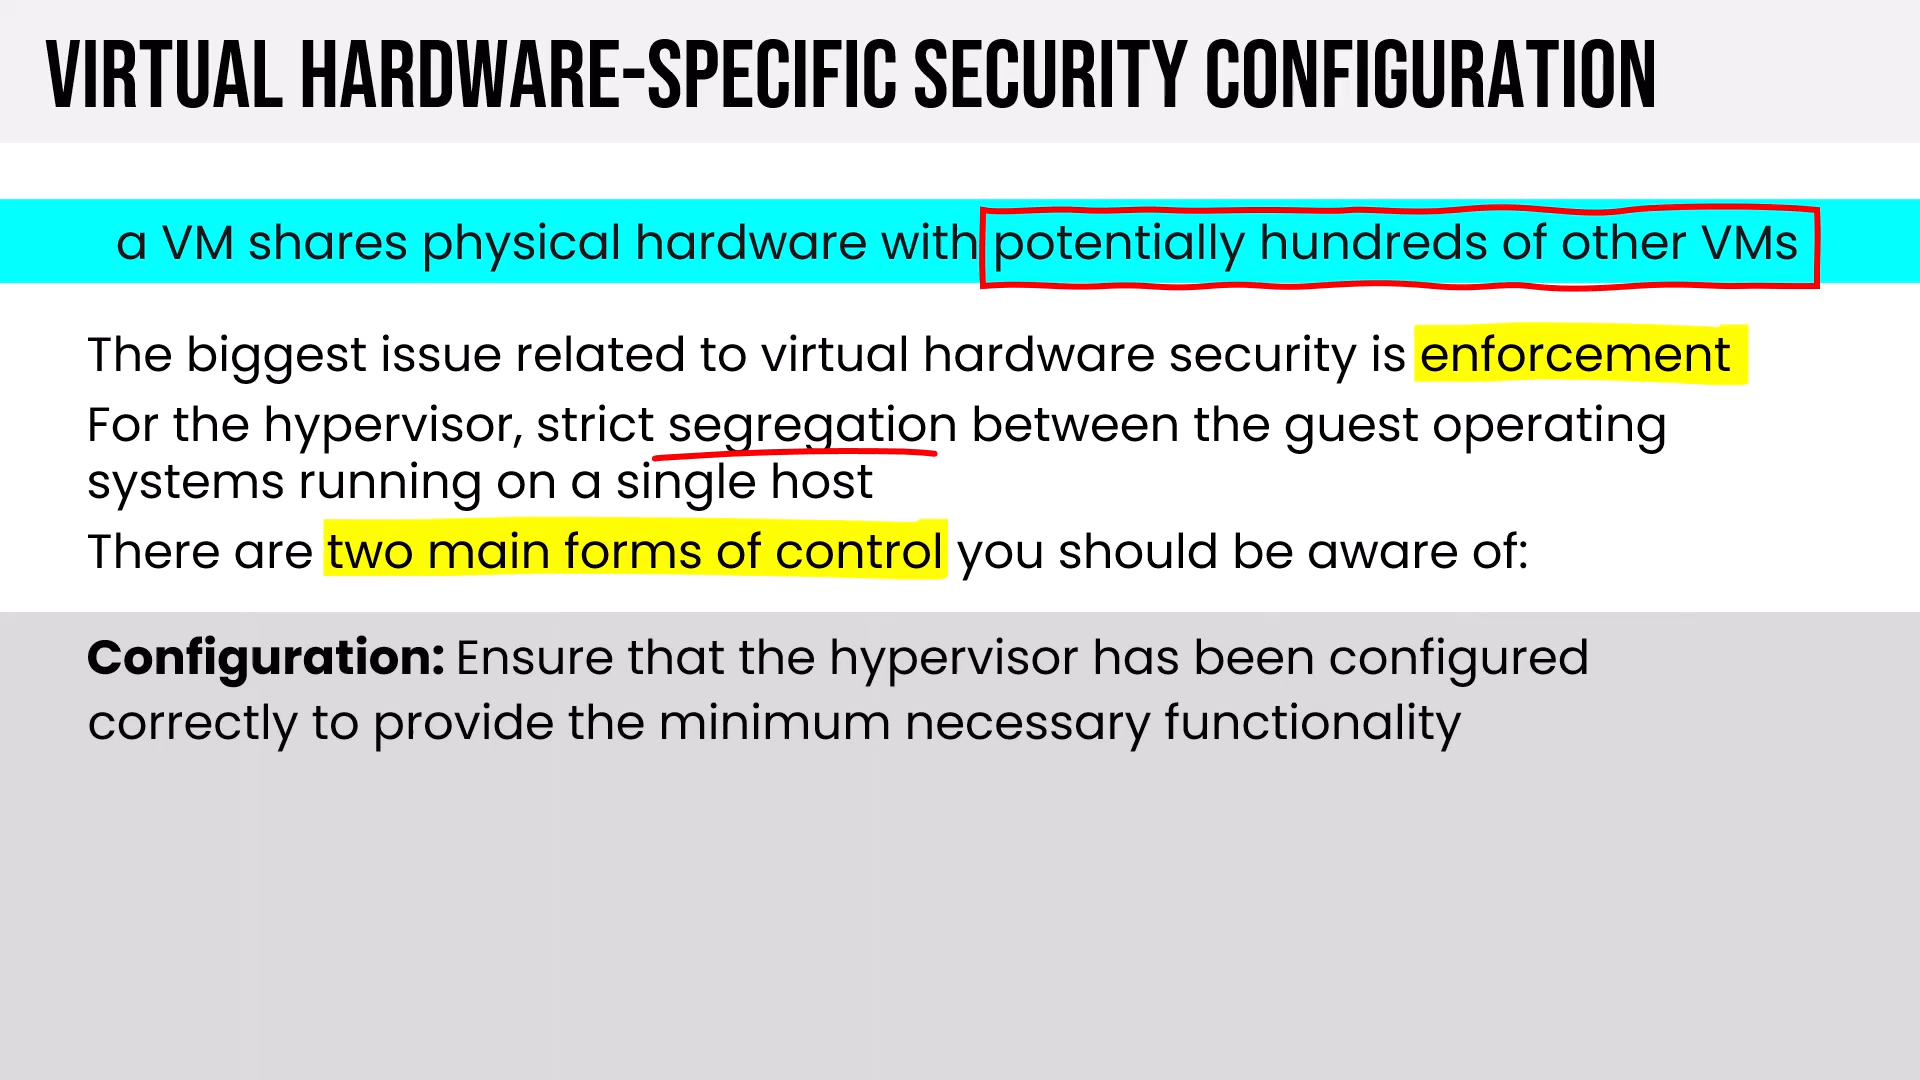 VIRTUAL HARDWARE-SPECIFIC SECURITY CONFIGURATION
a VM shares physical hardware with potentially hundreds of other VMs
The biggest issue related to virtual hardware security is enforcement
For the hypervisor, strict segregation between the guest operating
systems running on a single host
There are two main forms of control you should be aware of:
Configuration: Ensure that the hypervisor has been configured
correctly to provide the minimum necessary functionality